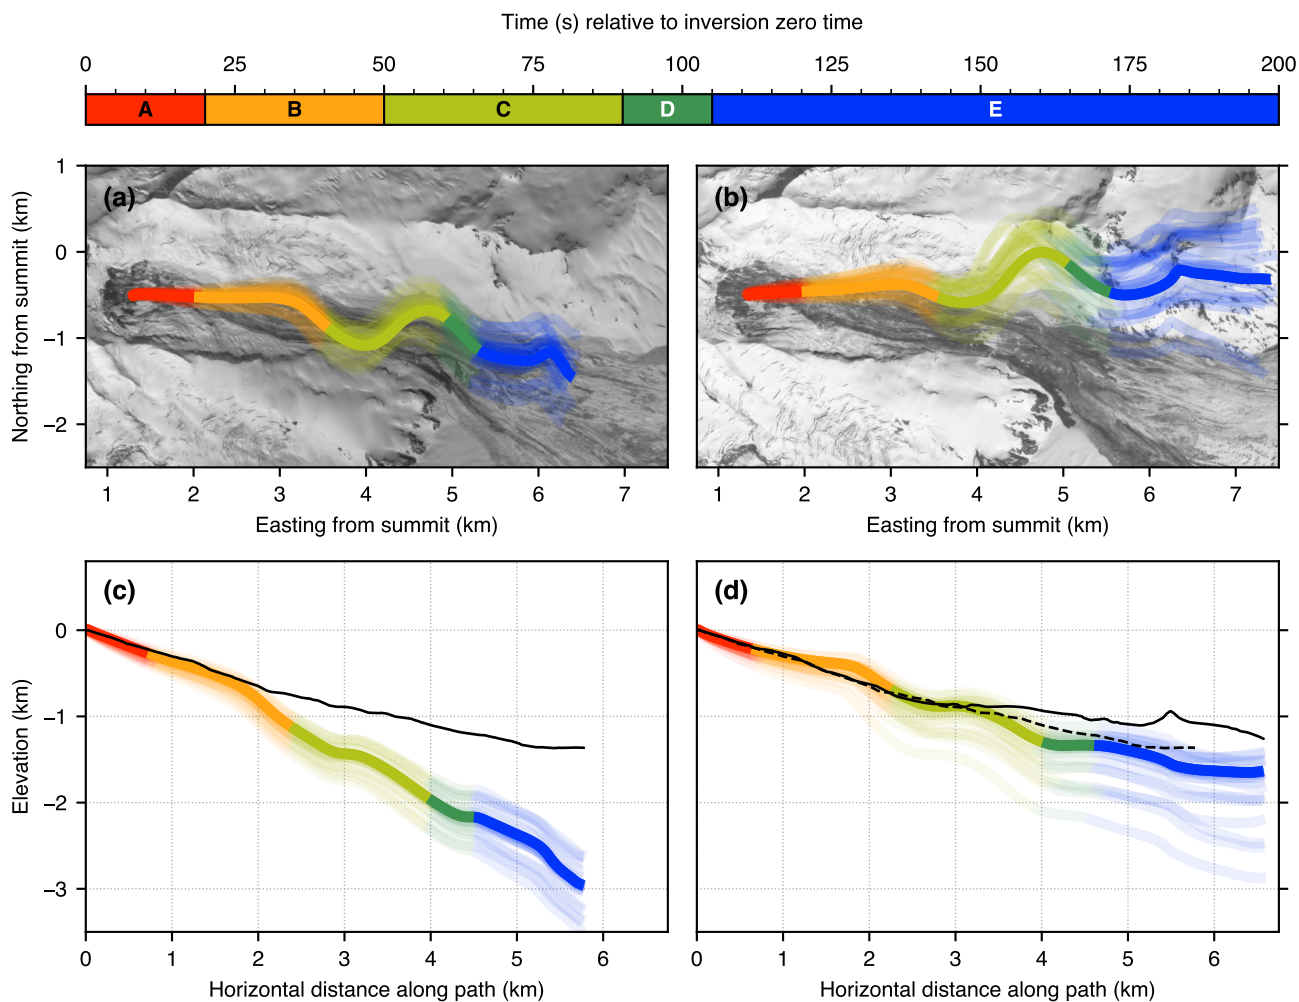 Time (s) relative to inversion zero time
0 25 50 75 100 125 150 175 200
A B C D E
(a) (b)
1
0
−1
−2
Northing from summit (km)
1 2 3 4 5 6 7
1 2 3 4 5 6 7
Easting from summit (km)
Easting from summit (km)
(c) (d)
0
−1
−2
−3
Elevation (km)
0 1 2 3 4 5 6
0 1 2 3 4 5 6
Horizontal distance along path (km)
Horizontal distance along path (km)